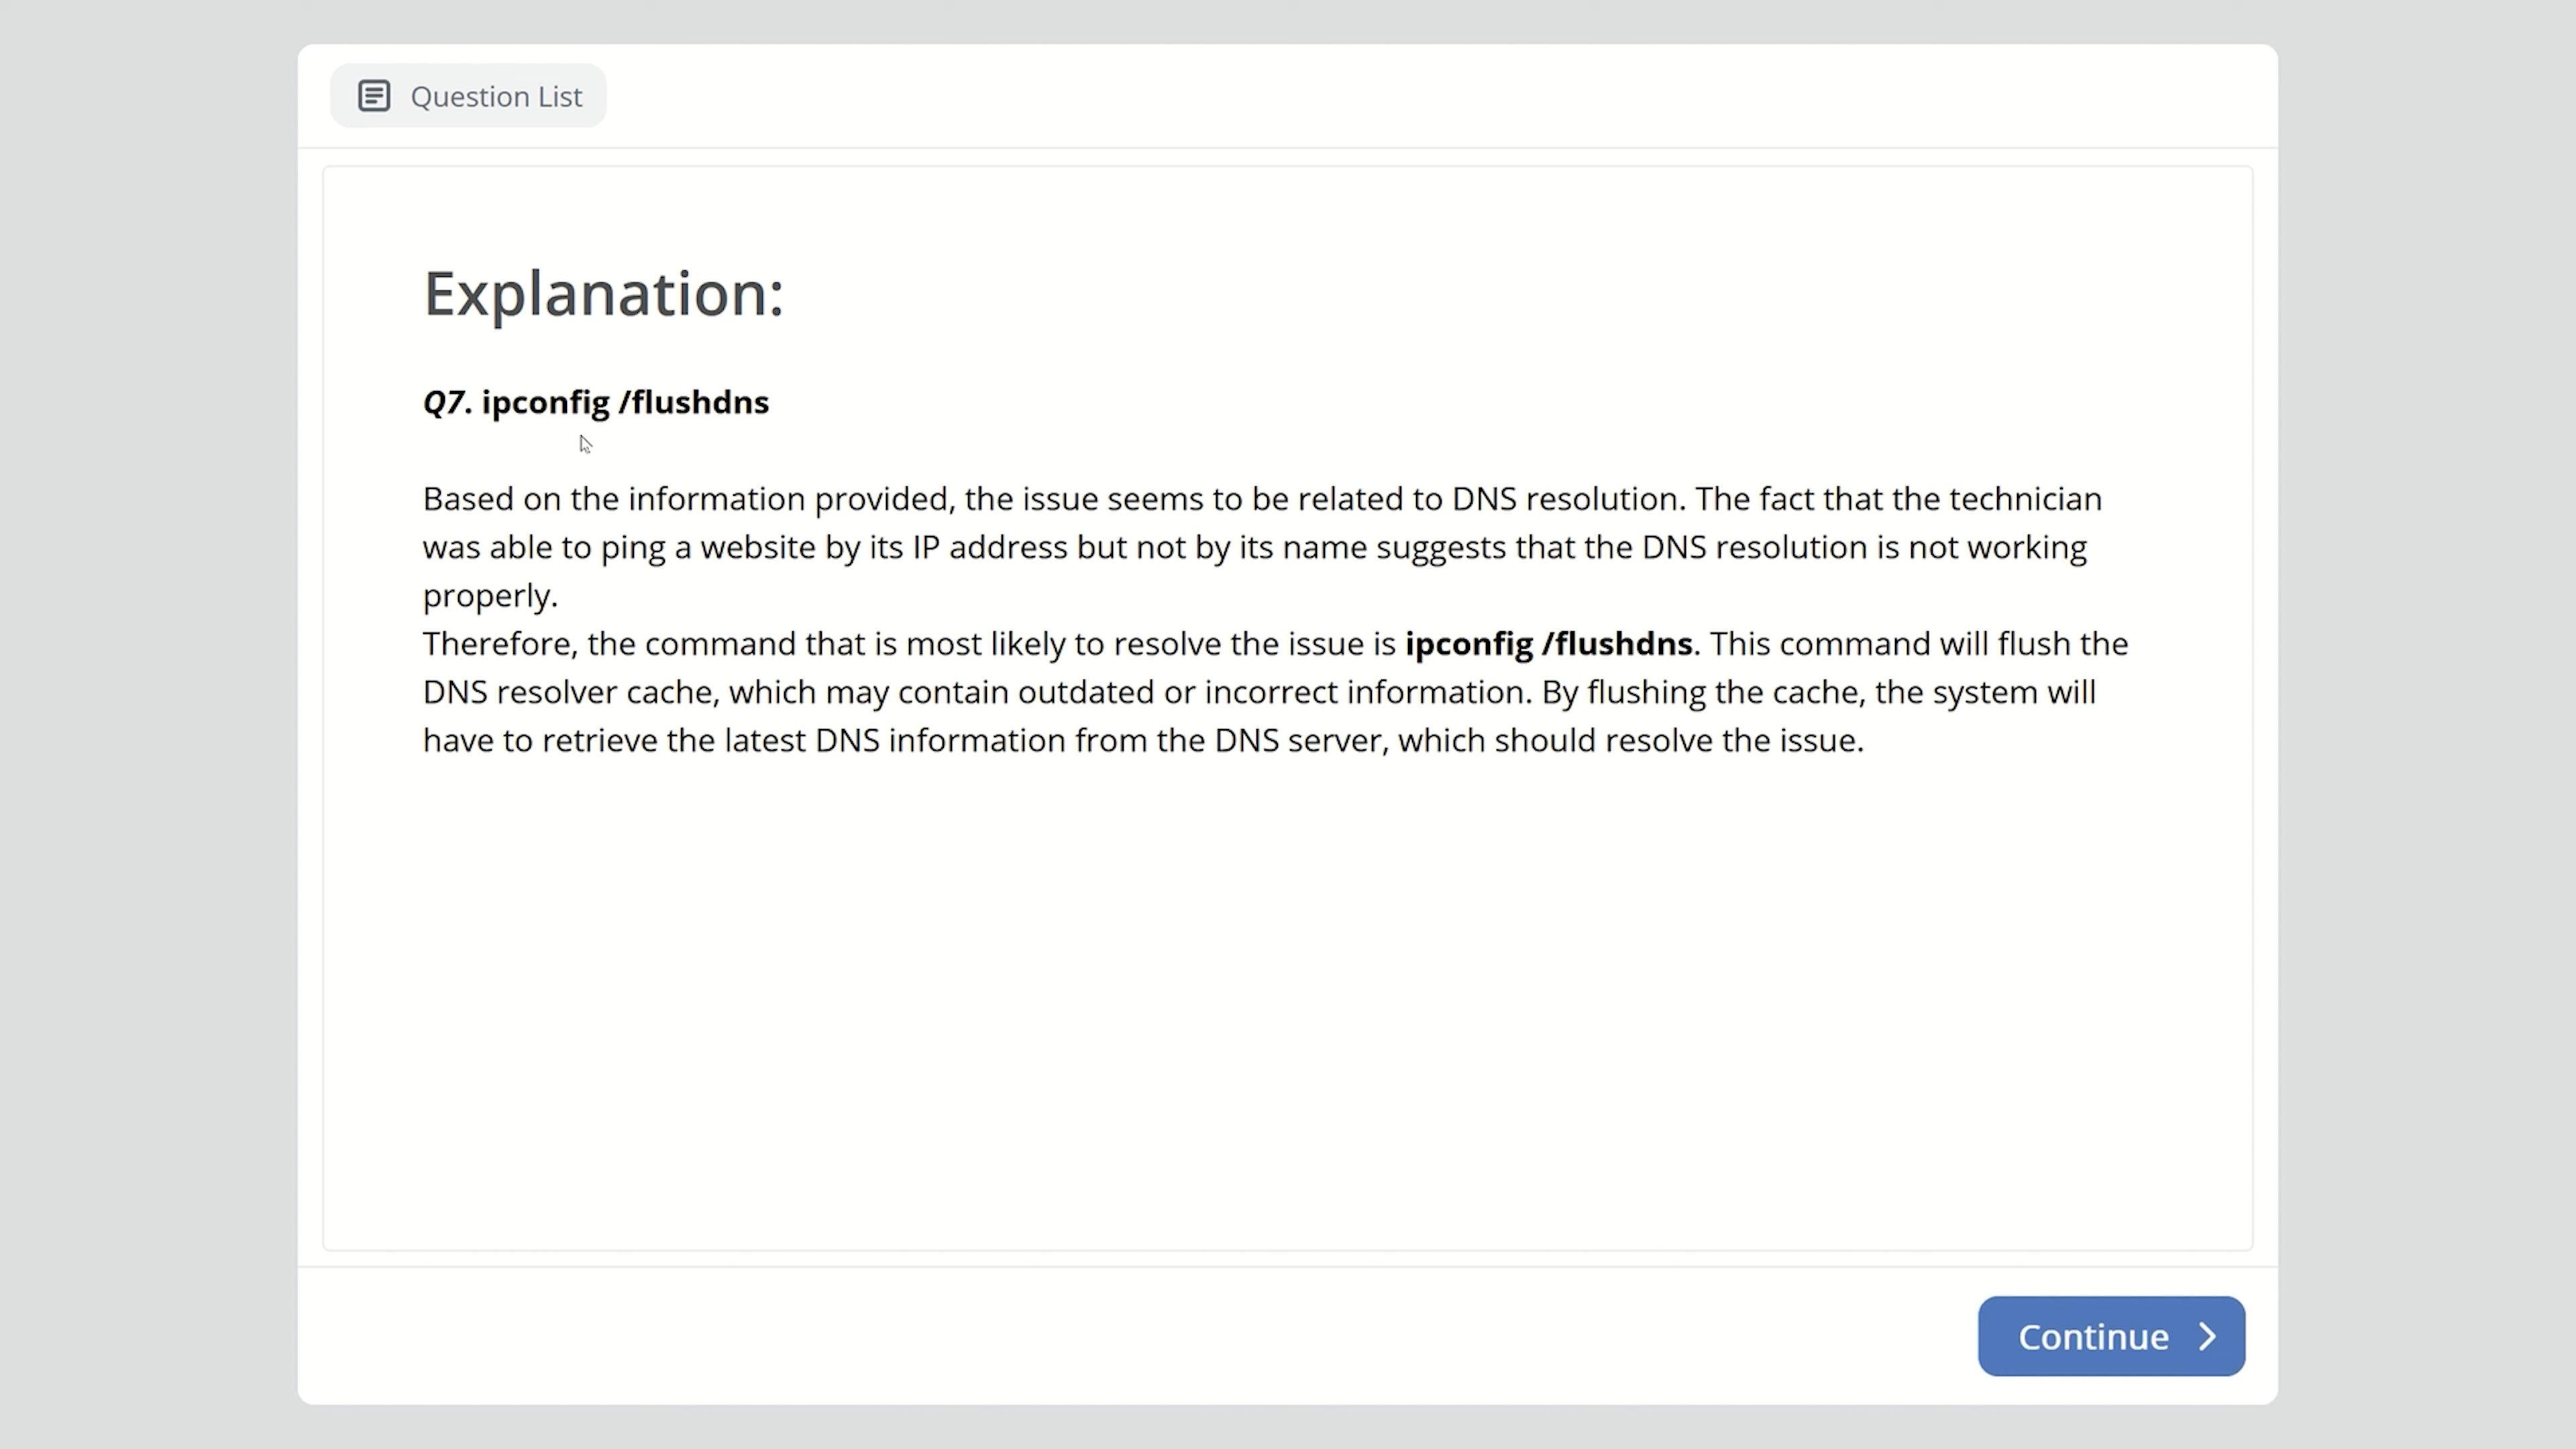 Question List
Explanation:
Q7. ipconfig /flushdns
Based on the information provided, the issue seems to be related to DNS resolution. The fact that the technician
was able to ping a website by its IP address but not by its name suggests that the DNS resolution is not working
properly.
Therefore, the command that is most likely to resolve the issue is ipconfig /flushdns. This command will flush the
DNS resolver cache, which may contain outdated or incorrect information. By flushing the cache, the system will
have to retrieve the latest DNS information from the DNS server, which should resolve the issue.
Continue